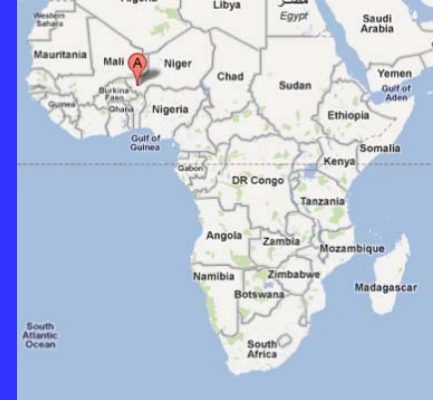 Libya
Egypt
Western
Sahara
Saudi
Arabia
Mauritania
Mali
A
Niger
Chad
Sudan
Yemen
Gulf of
Aden
Burkina
Faso
Guinea
Ghana
Nigeria
Ethiopia
Gulf of
Guinea
Somalia
Gabon
Kenya
DR Congo
Tanzania
Angola
Zambia
Mozambique
Namibia
Zimbabwe
Botswana
Madagascar
South
Atlantic
Ocean
South
Africa